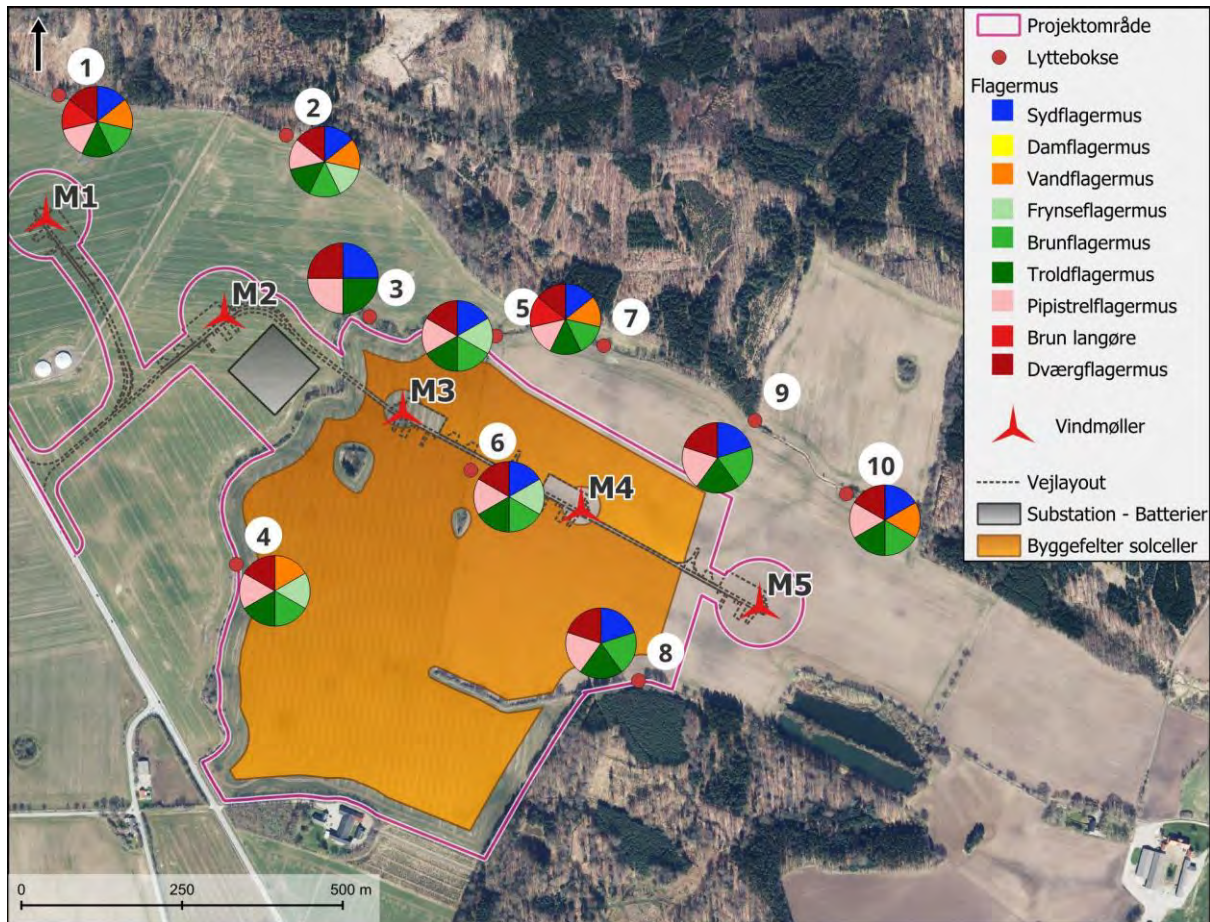 1
2
M1
M2
3
5
7
M3
9
6
10
M4
4
M5
8
0 250 500 m
Projektområde
Lyttebokse
Flagermus
Sydflagermus
Damflagermus
Vandflagermus
Frynseflagermus
Brunflagermus
Troldflagermus
Pipistrelflagermus
Brun langøre
Dværgflagermus
Vindmøller
Vejlayout
Substation - Batterier
Byggefelter solceller